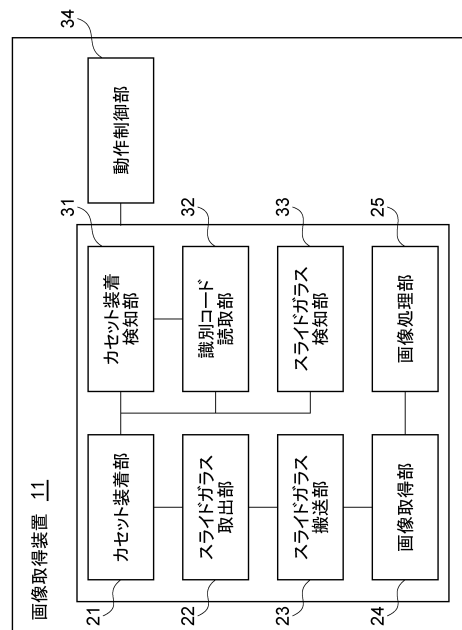 画像取得装置 11
21
カセット装着部
31
カセット装着
検知部
34
動作制御部
22
スライドガラス
取出部
32
識別コード
読取部
23
スライドガラス
搬送部
33
スライドガラス
検知部
24
画像取得部
25
画像処理部